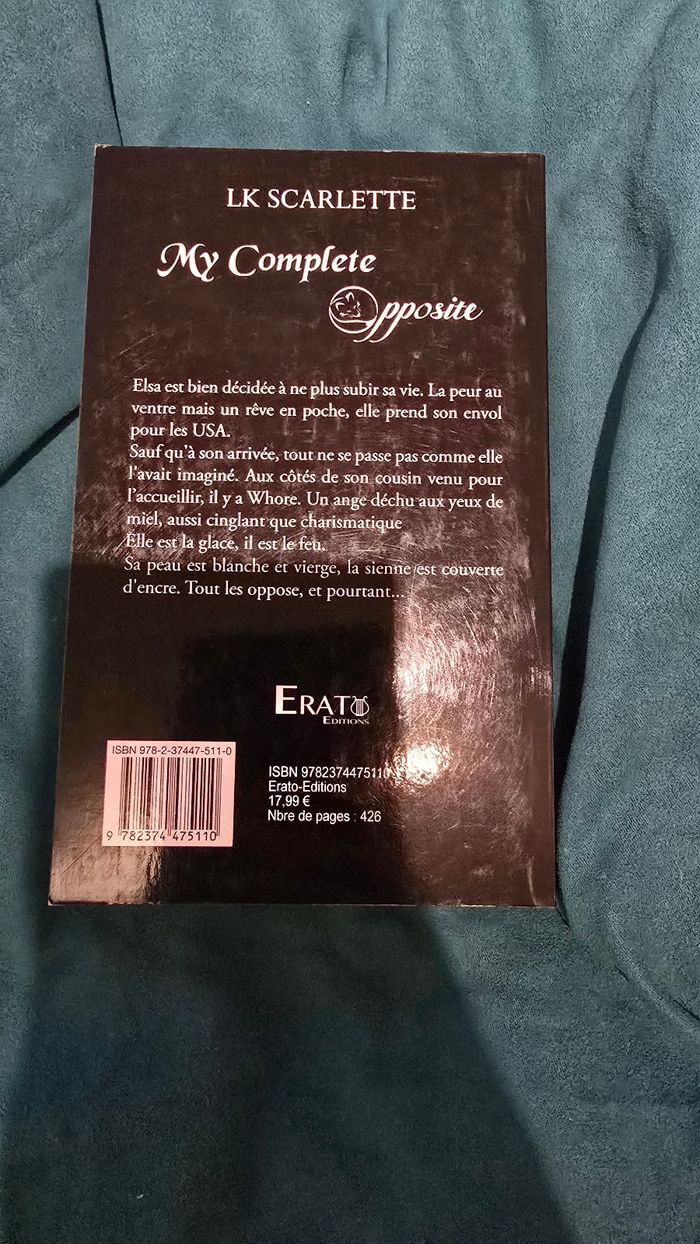 LK SCARLETTE
My Complete
Opposite
Elsa est bien décidée à ne plus subir sa vie. La peur au
ventre mais un rêve en poche, elle prend son envol
pour les USA.
Sauf qu'à son arrivée, tout ne se passe pas comme elle
l'avait imaginé. Aux côtés de son cousin venu pour
l'accueillir, il y a Whore. Un ange déchu aux yeux de
miel, aussi cinglant que charismatique
Elle est la glace, il est le feu.
Sa peau est blanche et vierge, la sienne est couverte
d'encre. Tout les oppose, et pourtant...
ERATO
EDITIONS
ISBN 978-2-37447-511-0
9 782374 475110
ISBN 9782374475110
Erato-Editions
17,99 €
Nbre de pages : 426